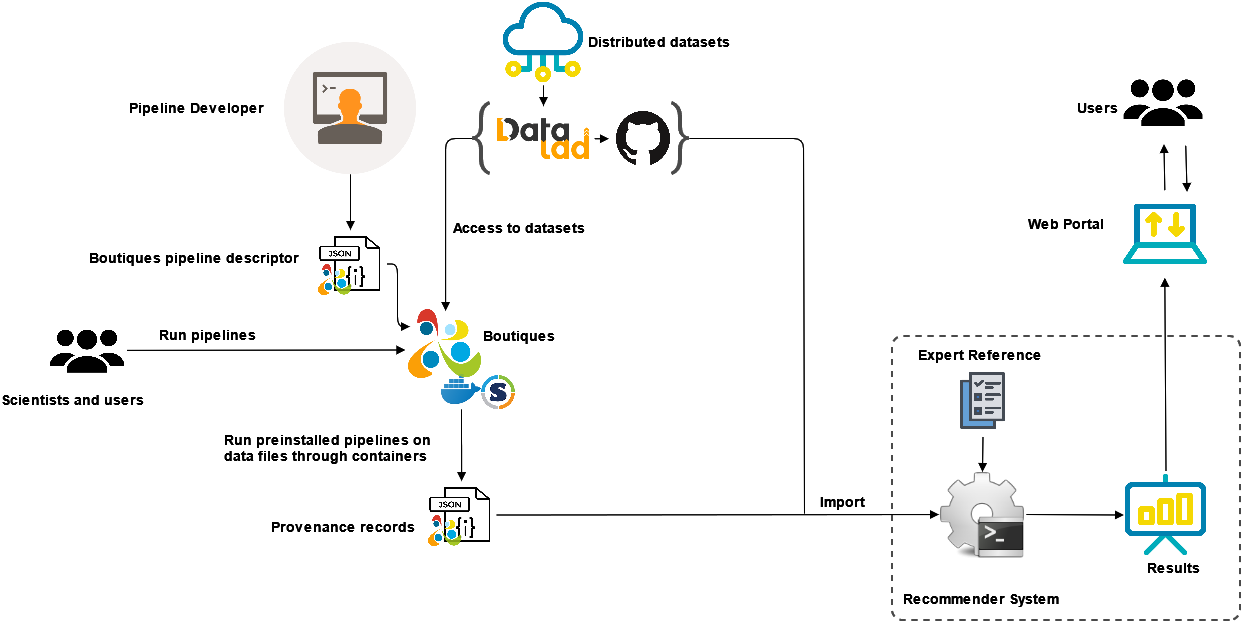 Distributed datasets
Pipeline Developer
>-
Data
lad
Users
Access to datasets
Web Portal
JSON
{i}
Boutiques pipeline descriptor
Run pipelines
Boutiques
Expert Reference
Scientists and users
S
Run preinstalled pipelines on
data files through containers
JSON
{i}
Provenance records
Import
>_
Results
Recommender System